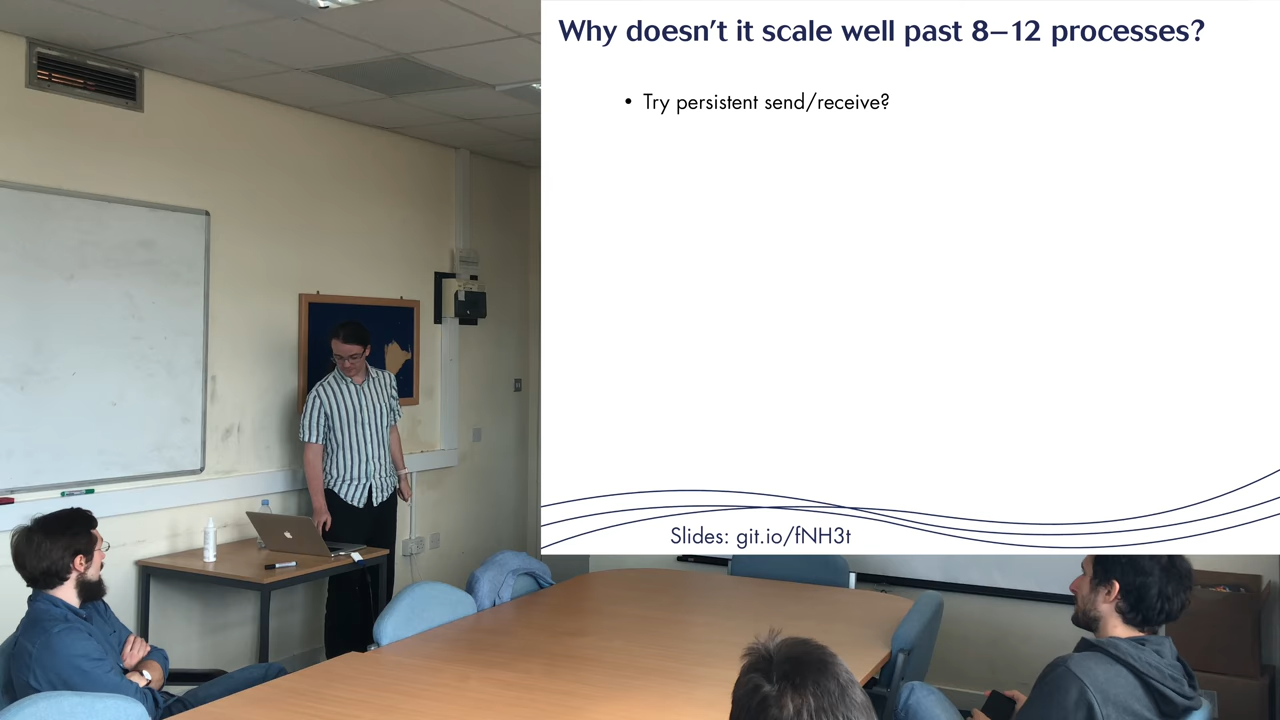 Why doesn't it scale well past 8–12 processes?
• Try persistent send/receive?
Slides: git.io/fNH3t